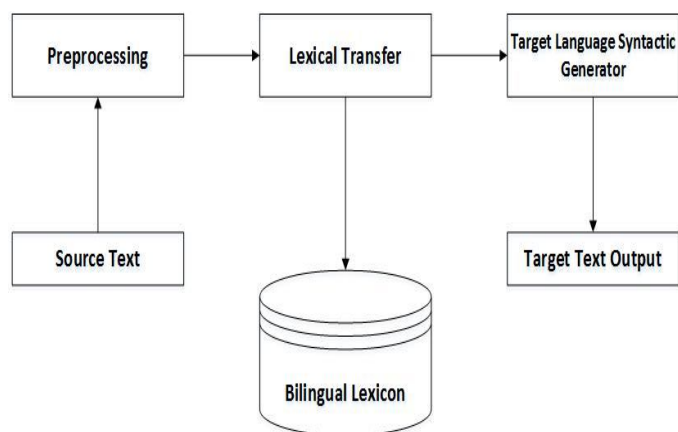 Preprocessing
Lexical Transfer
Target Language Syntactic
Generator
Source Text
Target Text Output
Bilingual Lexicon